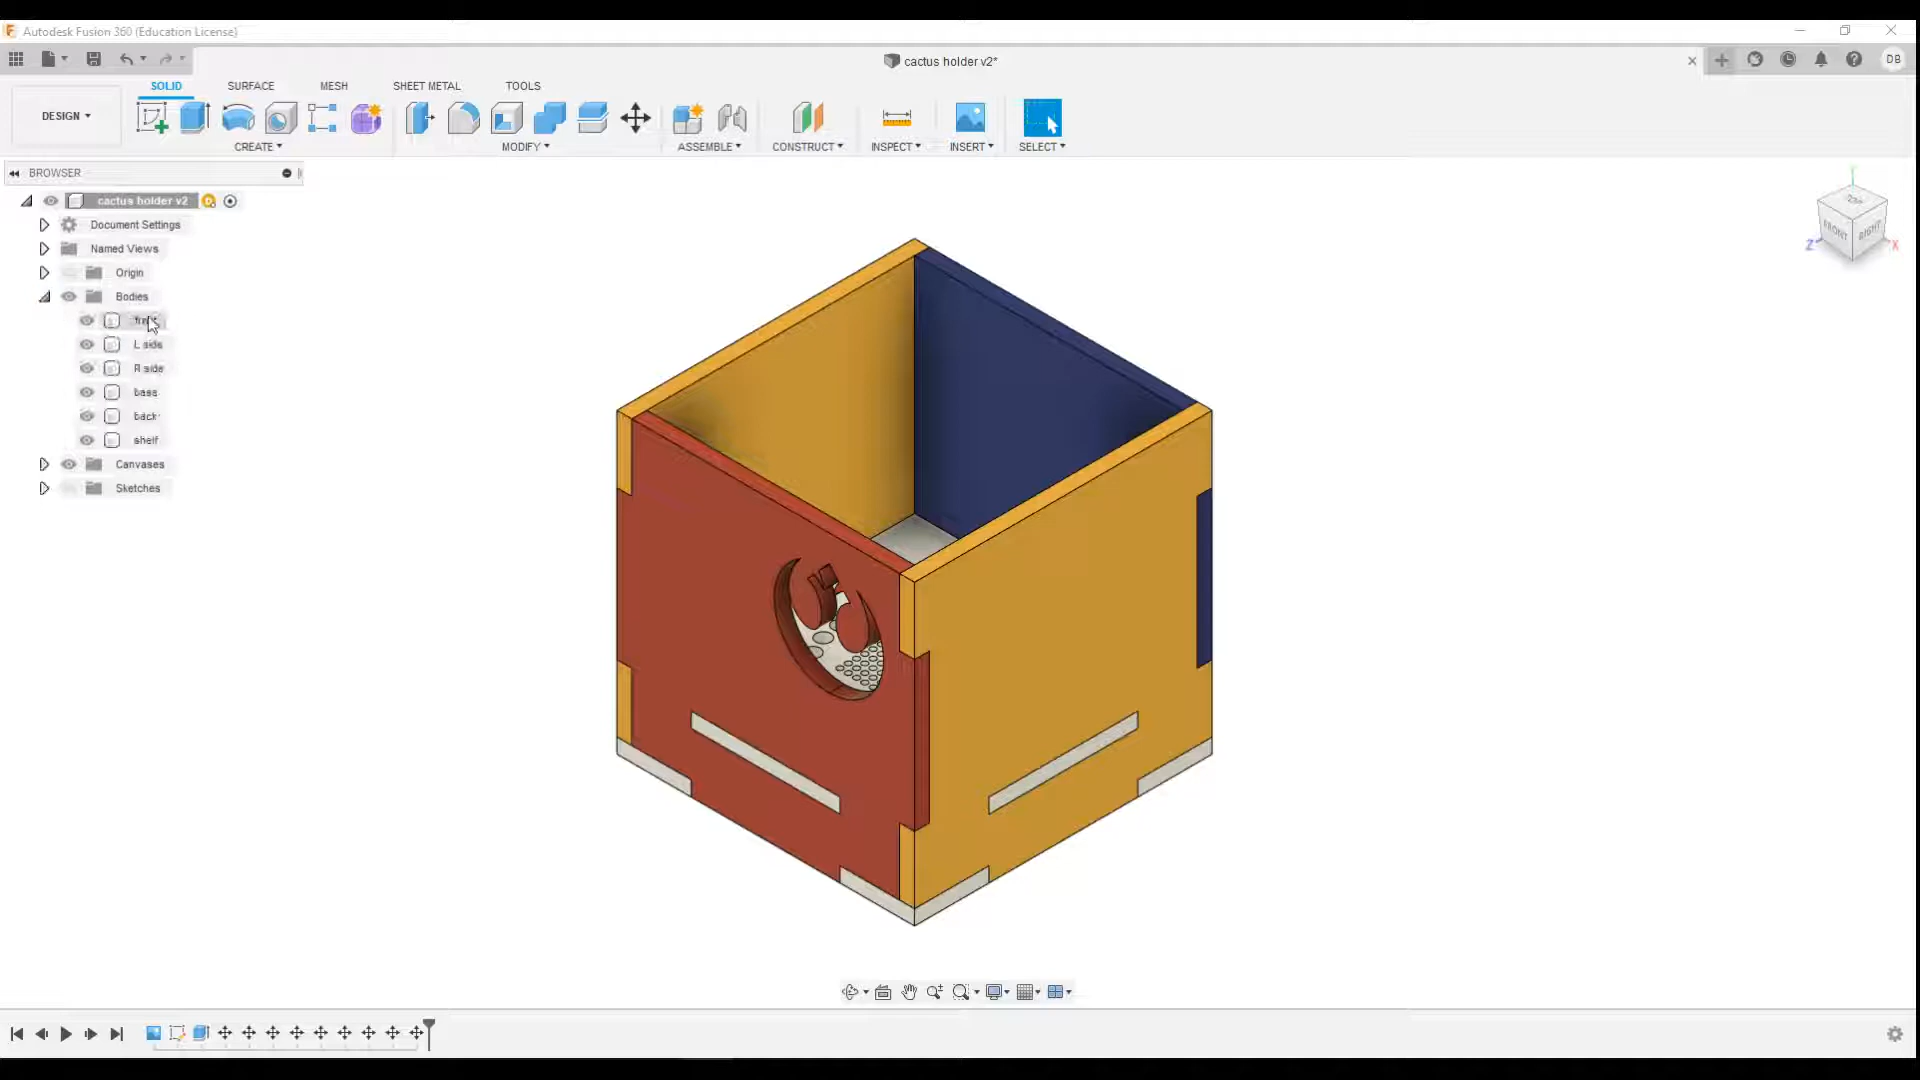 Autodesk Fusion 360 (Education License)
cactus holder v2*
DB
SOLID SURFACE MESH SHEET METAL TOOLS
DESIGN
CREATE MODIFY ASSEMBLE CONSTRUCT INSPECT INSERT SELECT
BROWSER
cactus holder v2
Document Settings
Named Views
Origin
Bodies
L side
R side
base
back
shelf
Canvases
Sketches
TOP
FRONT
RIGHT
Y
Z
X